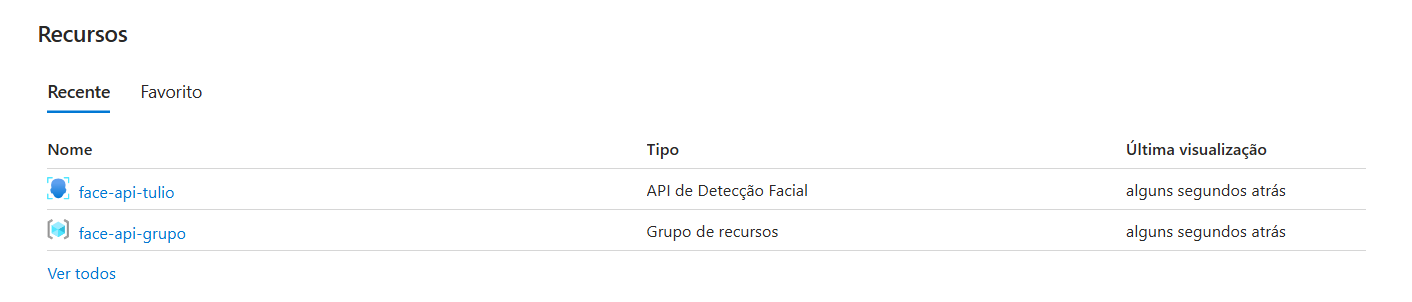 Recursos
Recente Favorito
Nome Tipo Última visualização
face-api-tulio API de Detecção Facial alguns segundos atrás
face-api-grupo Grupo de recursos alguns segundos atrás
Ver todos